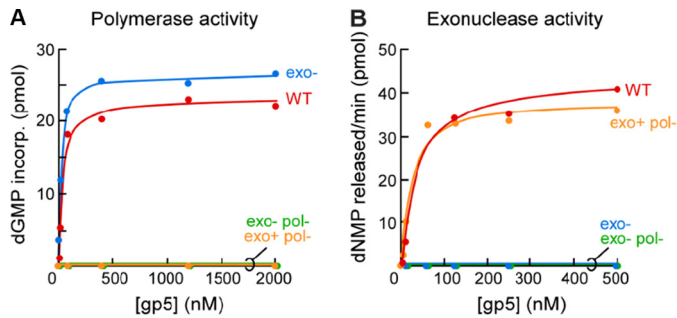 A Polymerase activity
dGMP incorp. (pmol)
30
20
10
0 500 1000 1500 2000
[gp5] (nM)
exo-
WT
exo- pol-
exo+ pol-
B Exonuclease activity
dNMP released/min (pmol)
50
40
30
20
10
0 100 200 300 400 500
[gp5] (nM)
WT
exo+ pol-
exo-
exo- pol-